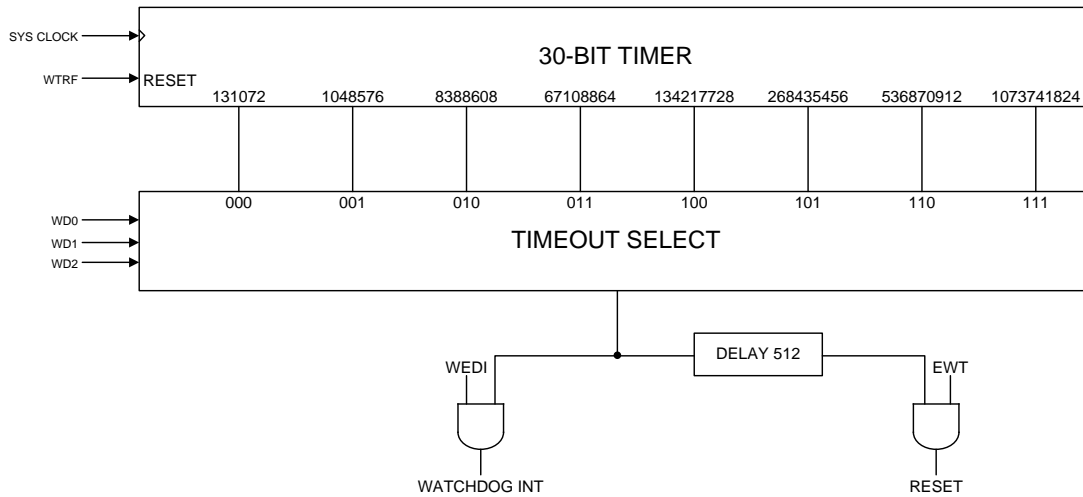 SYS CLOCK
30-BIT TIMER
WTRF
RESET
131072 1048576 8388608 67108864 134217728 268435456 536870912 1073741824
000 001 010 011 100 101 110 111
WD0
WD1
TIMEOUT SELECT
WD2
DELAY 512
WEDI
EWT
WATCHDOG INT
RESET